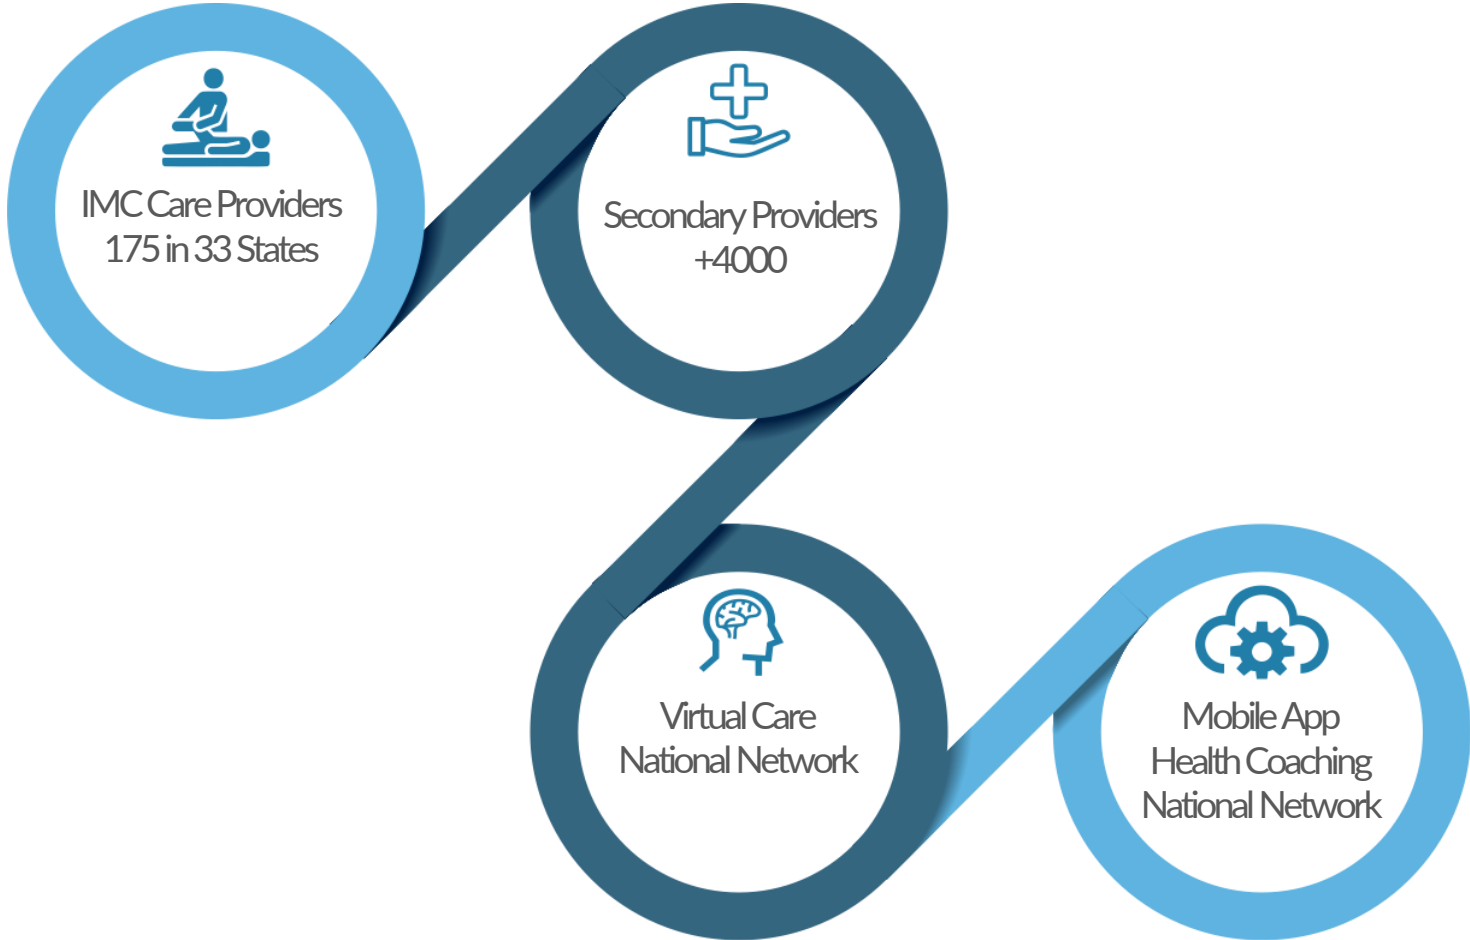 IMC Care Providers
175 in 33 States
Secondary Providers
+4000
Virtual Care
National Network
Mobile App
Health Coaching
National Network